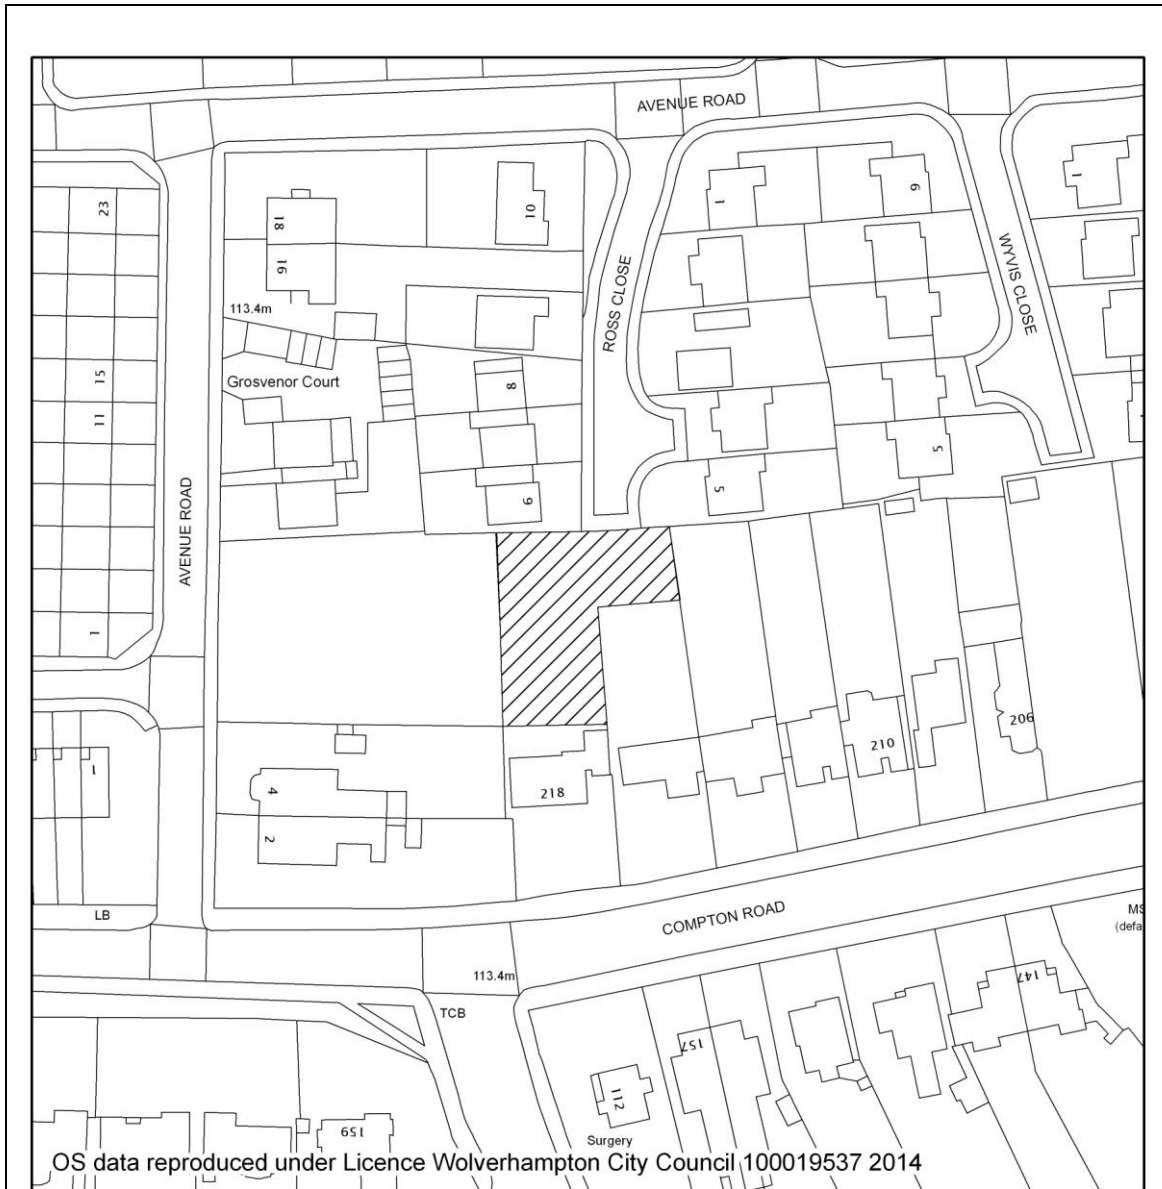 AVENUE ROAD
1
6
1
23
18
10
16
ROSS CLOSE
WYVIS CLOSE
113.4m
15
Grosvenor Court
8
11
5
5
6
AVENUE ROAD
1
206
210
1
218
4
2
LB
COMPTON ROAD
MS
(defa
113.4m
147
TCB
157
112
159
Surgery
OS data reproduced under Licence Wolverhampton City Council 100019537 2014